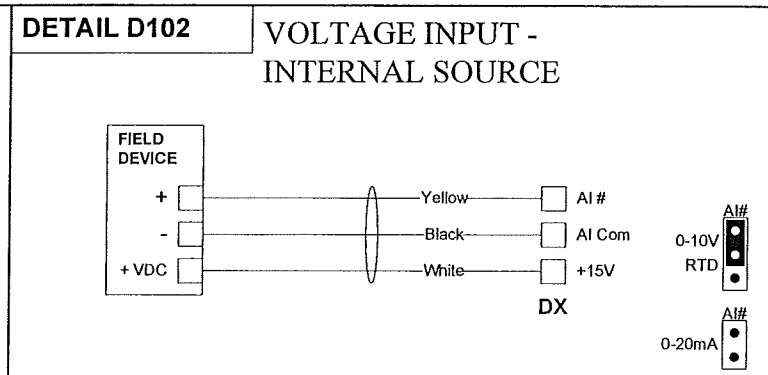 DETAIL D102
VOLTAGE INPUT -
INTERNAL SOURCE
FIELD
DEVICE
+
-
+ VDC
Yellow
Black
White
AI #
AI Com
+15V
DX
AI#
0-10V
RTD
AI#
0-20mA